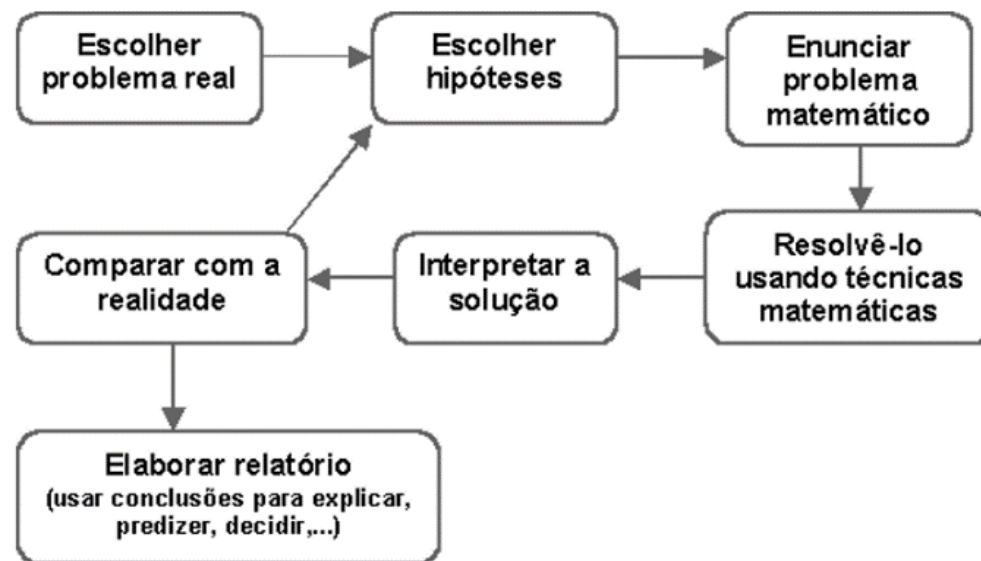 Escolher
problema real
Escolher
hipóteses
Enunciar
problema
matemático
Resolvê-lo
usando técnicas
matemáticas
Interpretar a
solução
Comparar com a
realidade
Elaborar relatório
(usar conclusões para explicar,
predizer, decidir,...)